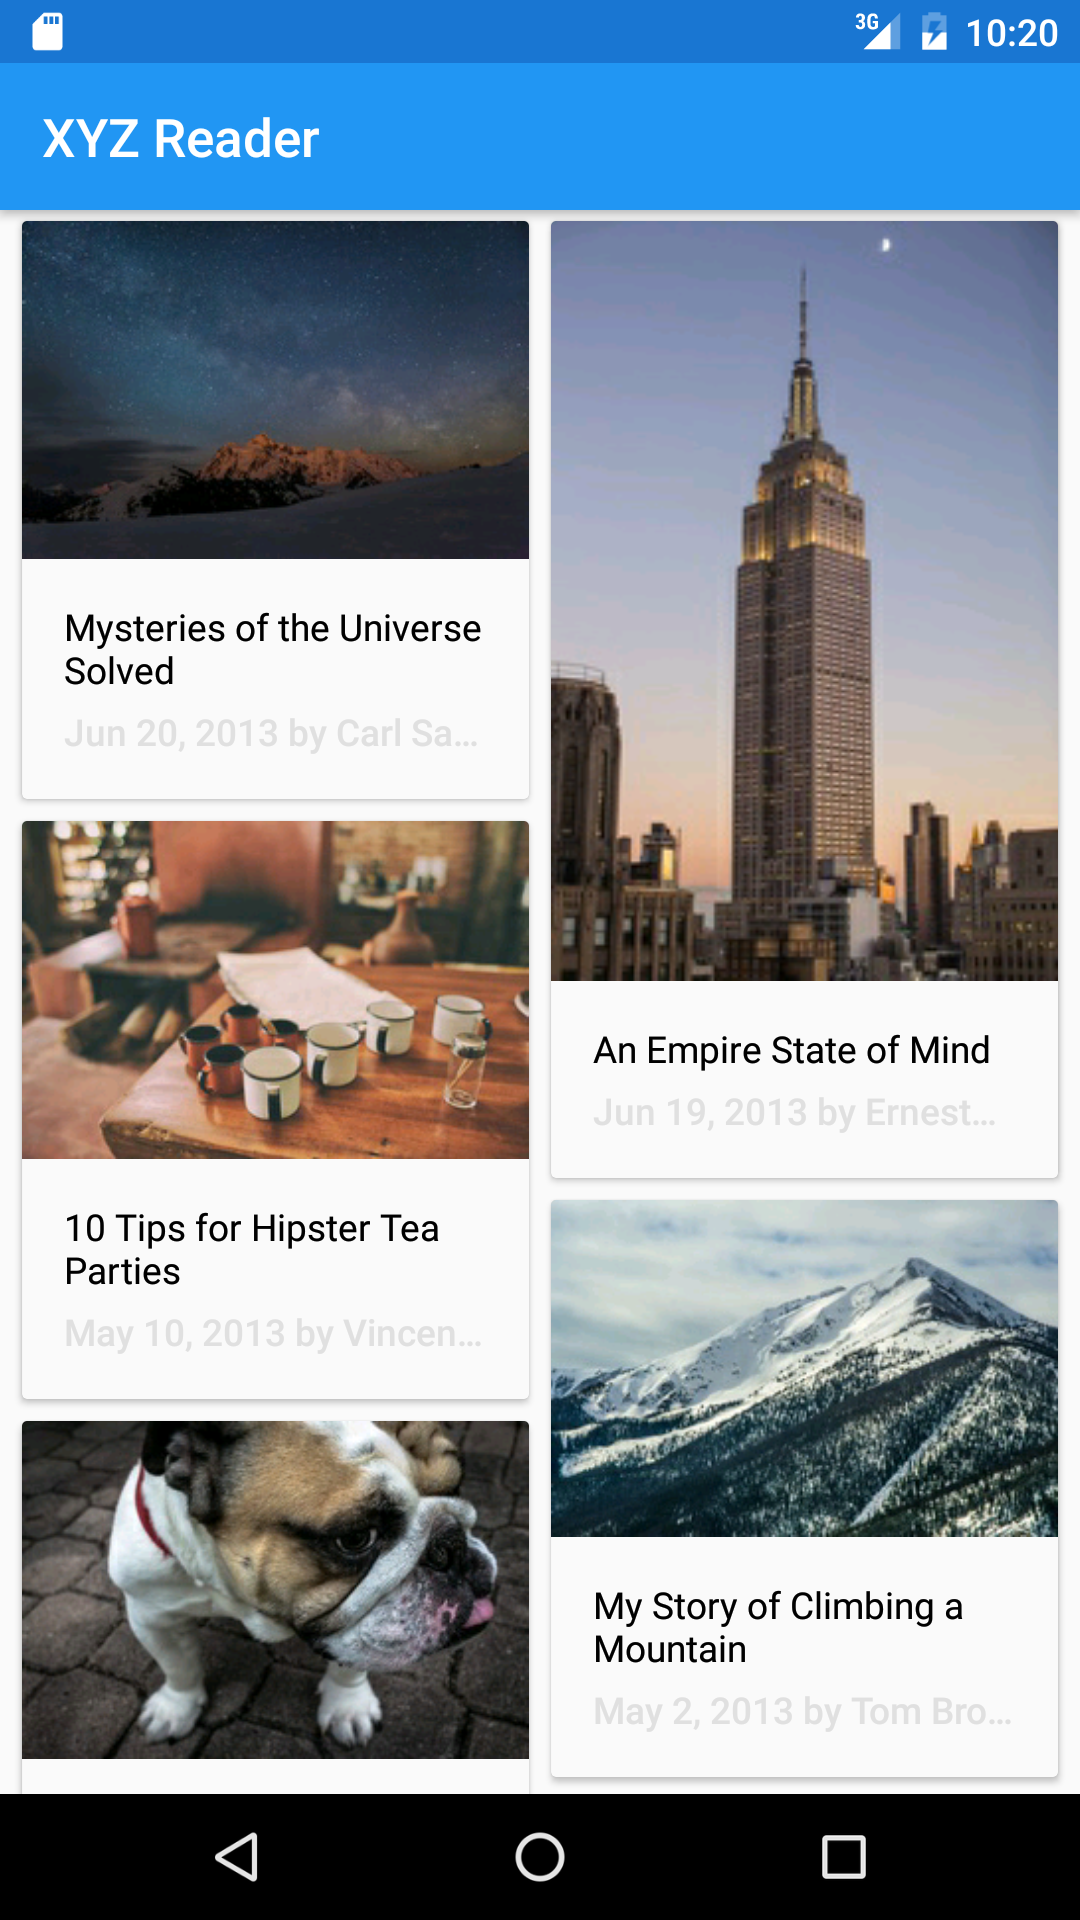 3G 10:20
XYZ Reader
Mysteries of the Universe
Solved
Jun 20, 2013 by Carl Sa...
An Empire State of Mind
Jun 19, 2013 by Ernest...
10 Tips for Hipster Tea
Parties
May 10, 2013 by Vincen...
My Story of Climbing a
Mountain
May 2, 2013 by Tom Bro...